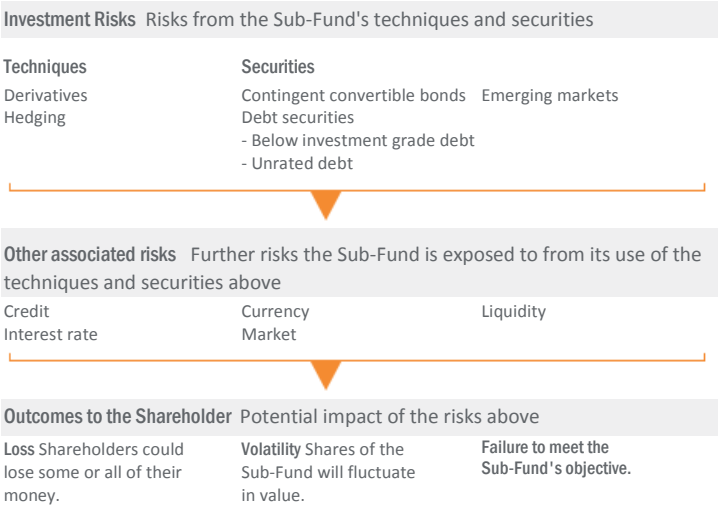 Investment Risks Risks from the Sub-Fund's techniques and securities
Techniques
Derivatives
Hedging
Securities
Contingent convertible bonds
Debt securities
- Below investment grade debt
- Unrated debt
Emerging markets
Other associated risks Further risks the Sub-Fund is exposed to from its use of the
techniques and securities above
Credit
Interest rate
Currency
Market
Liquidity
Outcomes to the Shareholder Potential impact of the risks above
Loss Shareholders could
lose some or all of their
money.
Volatility Shares of the
Sub-Fund will fluctuate
in value.
Failure to meet the
Sub-Fund's objective.